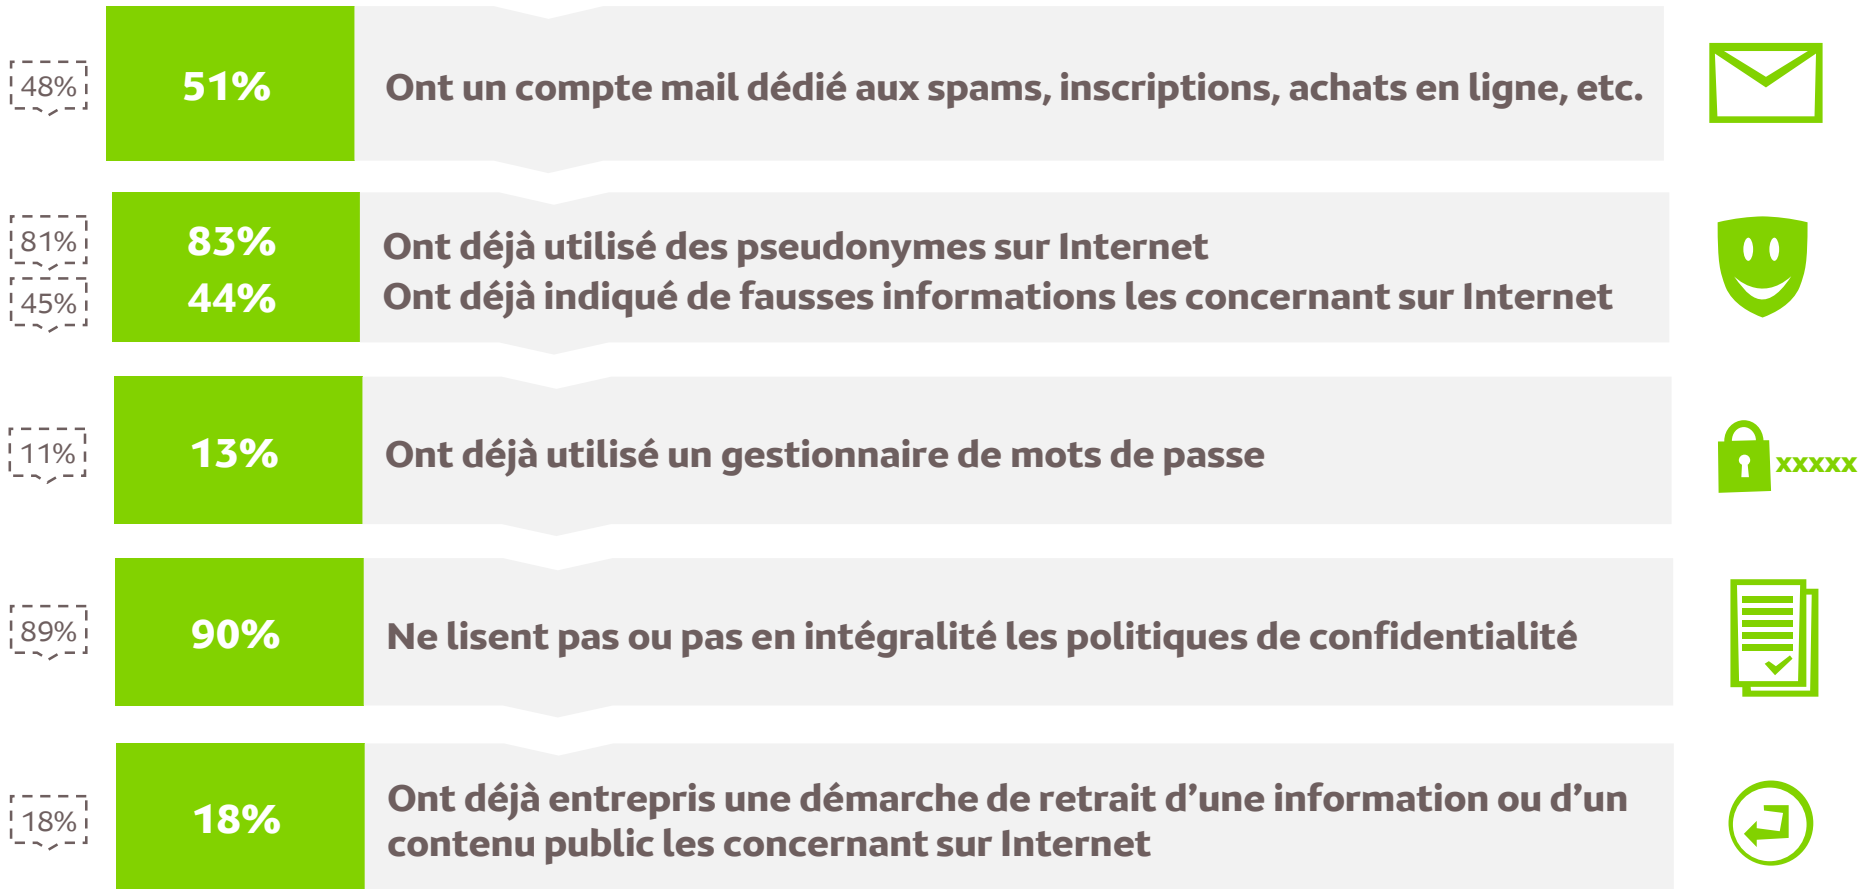 48%
51%
Ont un compte mail dédié aux spams, inscriptions, achats en ligne, etc.
81%
83%
Ont déjà utilisé des pseudonymes sur Internet
45%
44%
Ont déjà indiqué de fausses informations les concernant sur Internet
11%
13%
Ont déjà utilisé un gestionnaire de mots de passe
xxxxx
89%
90%
Ne lisent pas ou pas en intégralité les politiques de confidentialité
18%
18%
Ont déjà entrepris une démarche de retrait d’une information ou d’un
contenu public les concernant sur Internet